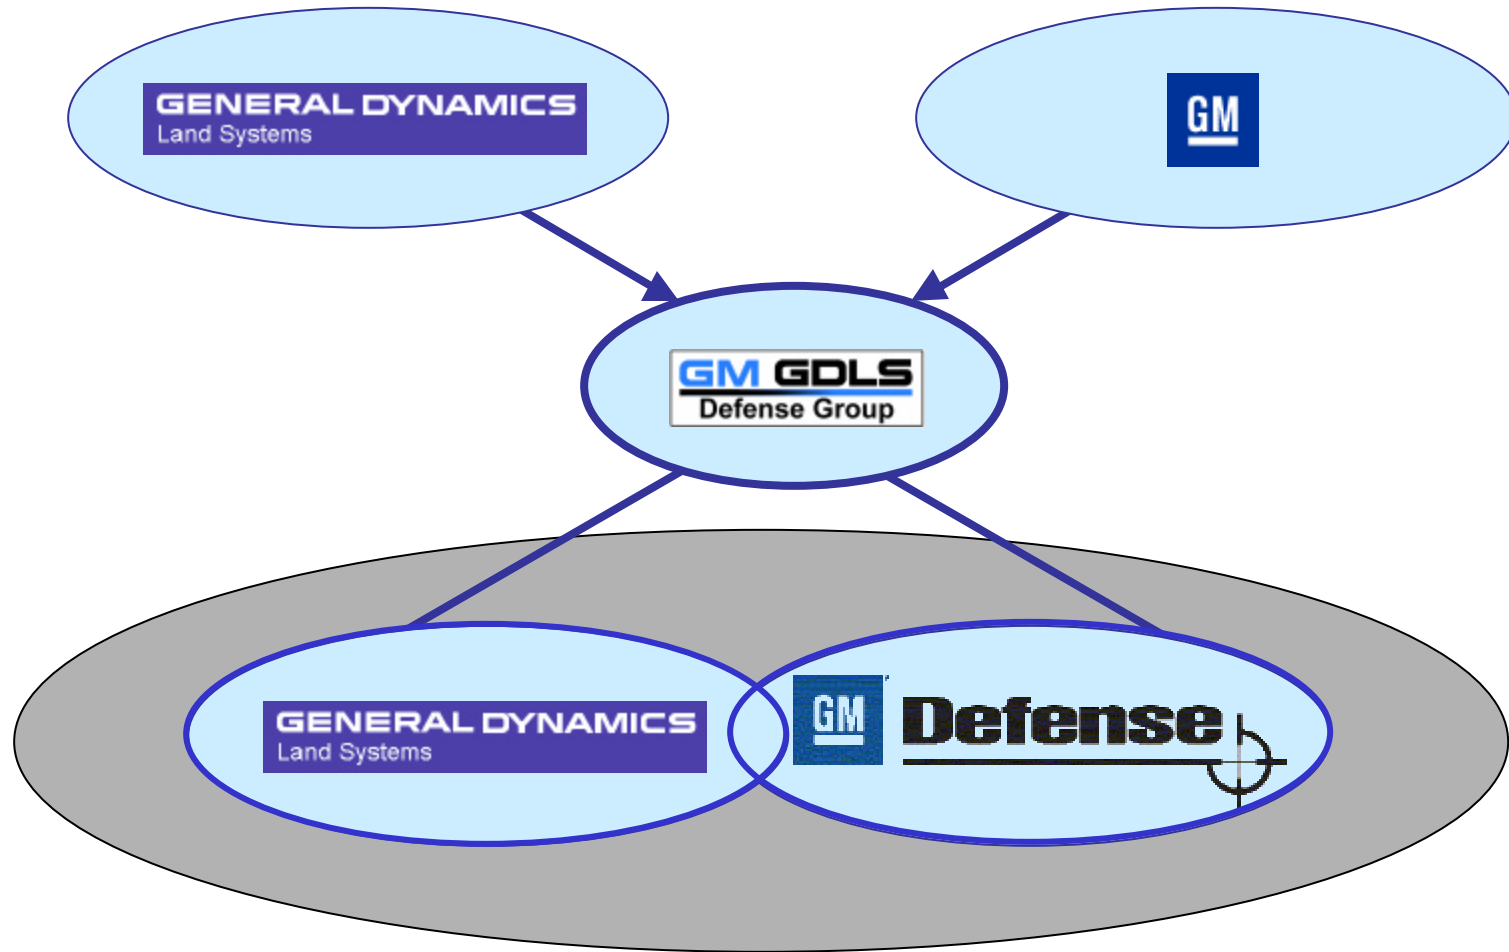 GENERAL DYNAMICS
Land Systems
GM
GM GDLS
Defense Group
GENERAL DYNAMICS
Land Systems
GM Defense